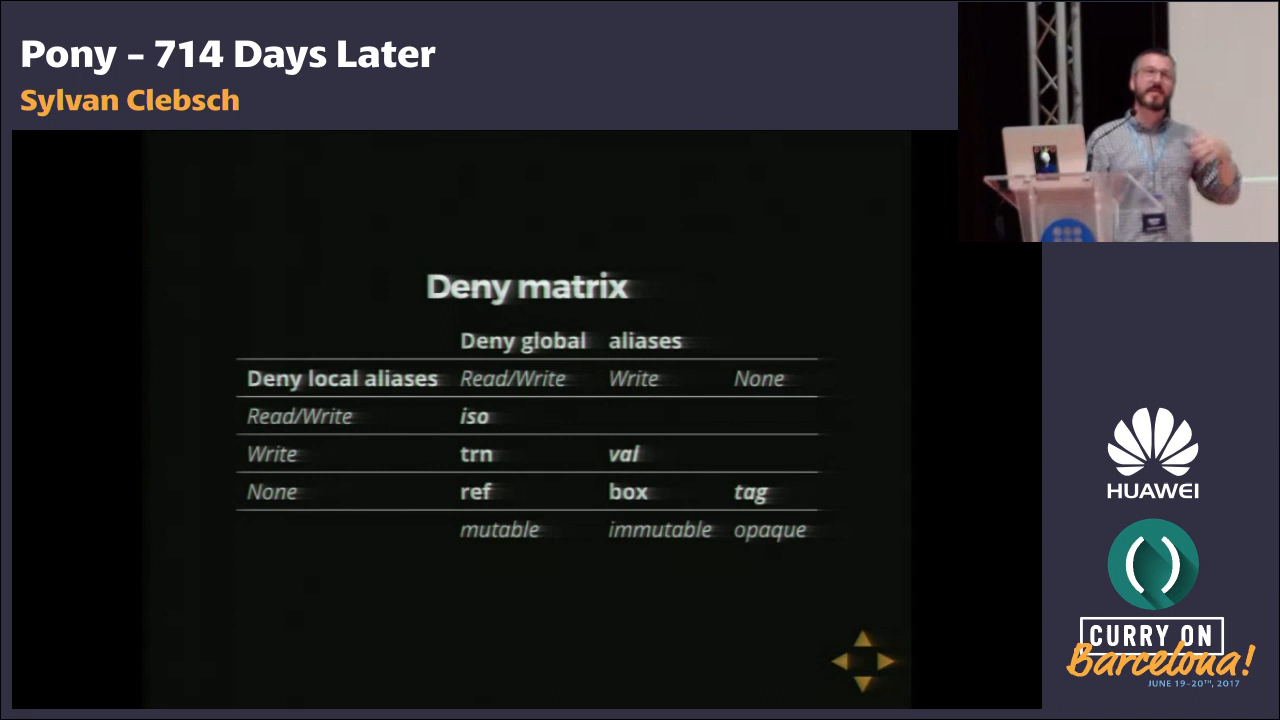 Pony – 714 Days Later
Sylvan Clebsch
Deny matrix
Deny global aliases
Deny local aliases Read/Write Write None
Read/Write iso
Write trn val
None ref box tag
mutable immutable opaque
HUAWEI
CURRY ON
Barcelona!
JUNE 19-20TH, 2017